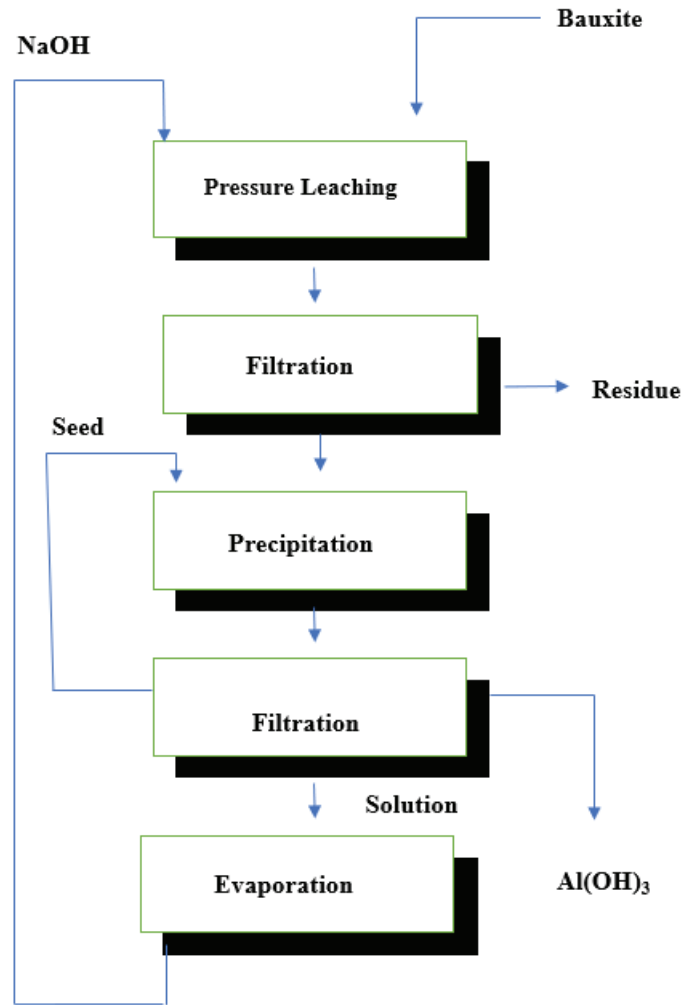 Bauxite
NaOH
Pressure Leaching
Filtration
Residue
Seed
Precipitation
Filtration
Solution
Evaporation
Al(OH)₃